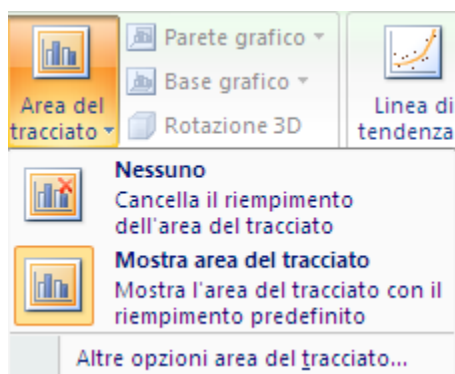 Area del
tracciato
Parete grafico
Base grafico
Rotazione 3D
Linea di
tendenza
Nessuno
Cancella il riempimento
dell'area del tracciato
Mostra area del tracciato
Mostra l'area del tracciato con il
riempimento predefinito
Altre opzioni area del tracciato...